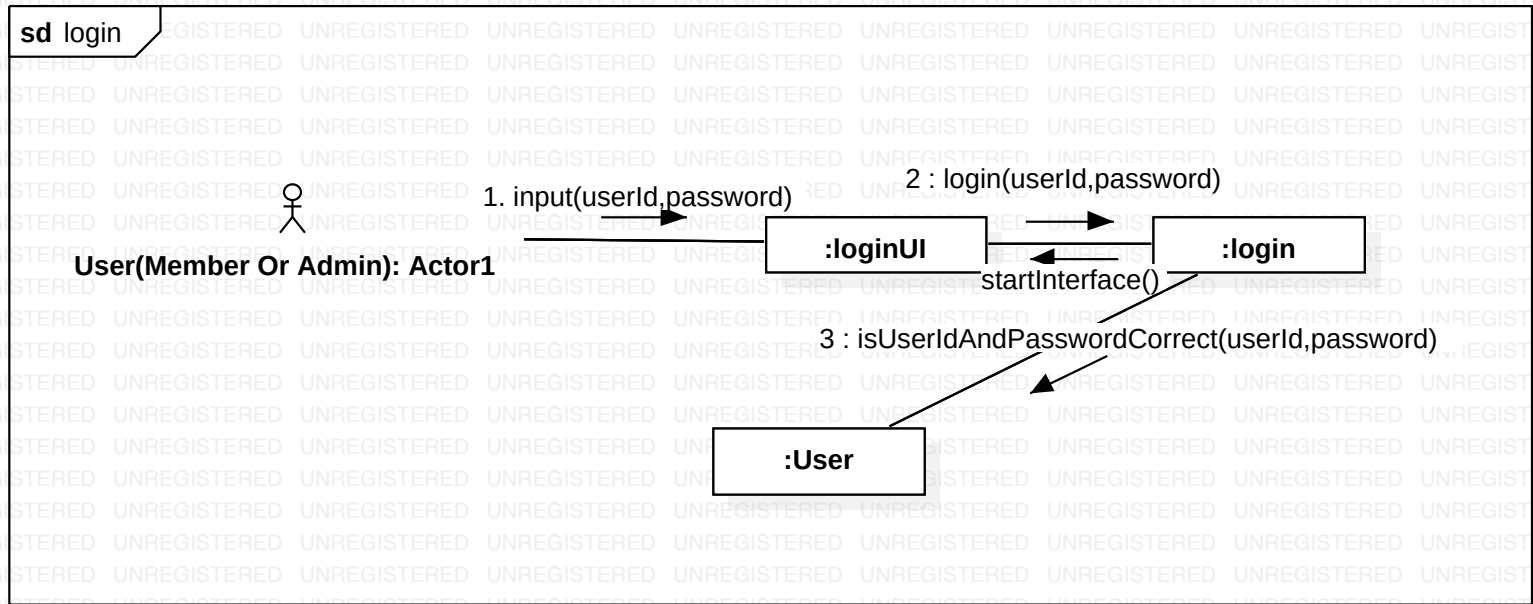 sd login
1. input(userId,password)
2 : login(userId,password)
User(Member Or Admin): Actor1
:loginUI
:login
startInterface()
3 : isUserIdAndPasswordCorrect(userId,password)
:User
UNREGISTERED